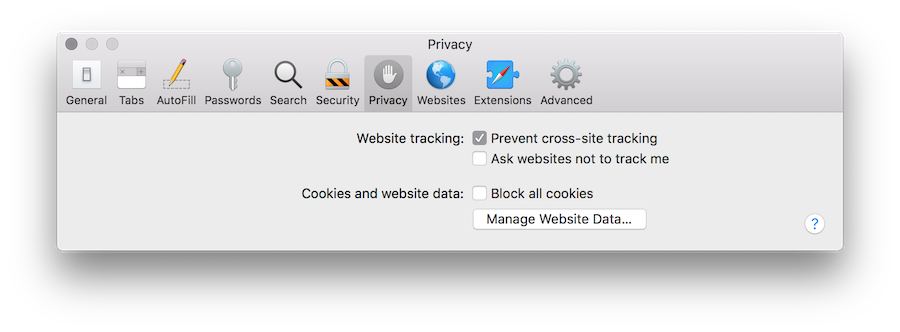 Privacy
General Tabs AutoFill Passwords Search Security Privacy Websites Extensions Advanced
Website tracking: Prevent cross-site tracking
Ask websites not to track me
Cookies and website data: Block all cookies
Manage Website Data...
?